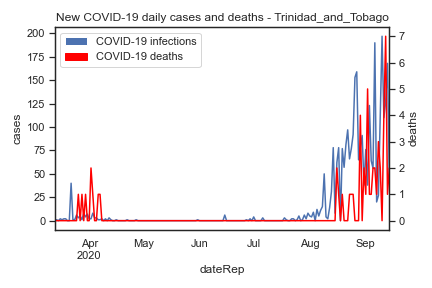 New COVID-19 daily cases and deaths - Trinidad_and_Tobago
COVID-19 infections
COVID-19 deaths
200
175
150
125
100
75
50
25
0
cases
7
6
5
4
3
2
1
0
deaths
Apr May Jun Jul Aug Sep
2020
dateRep